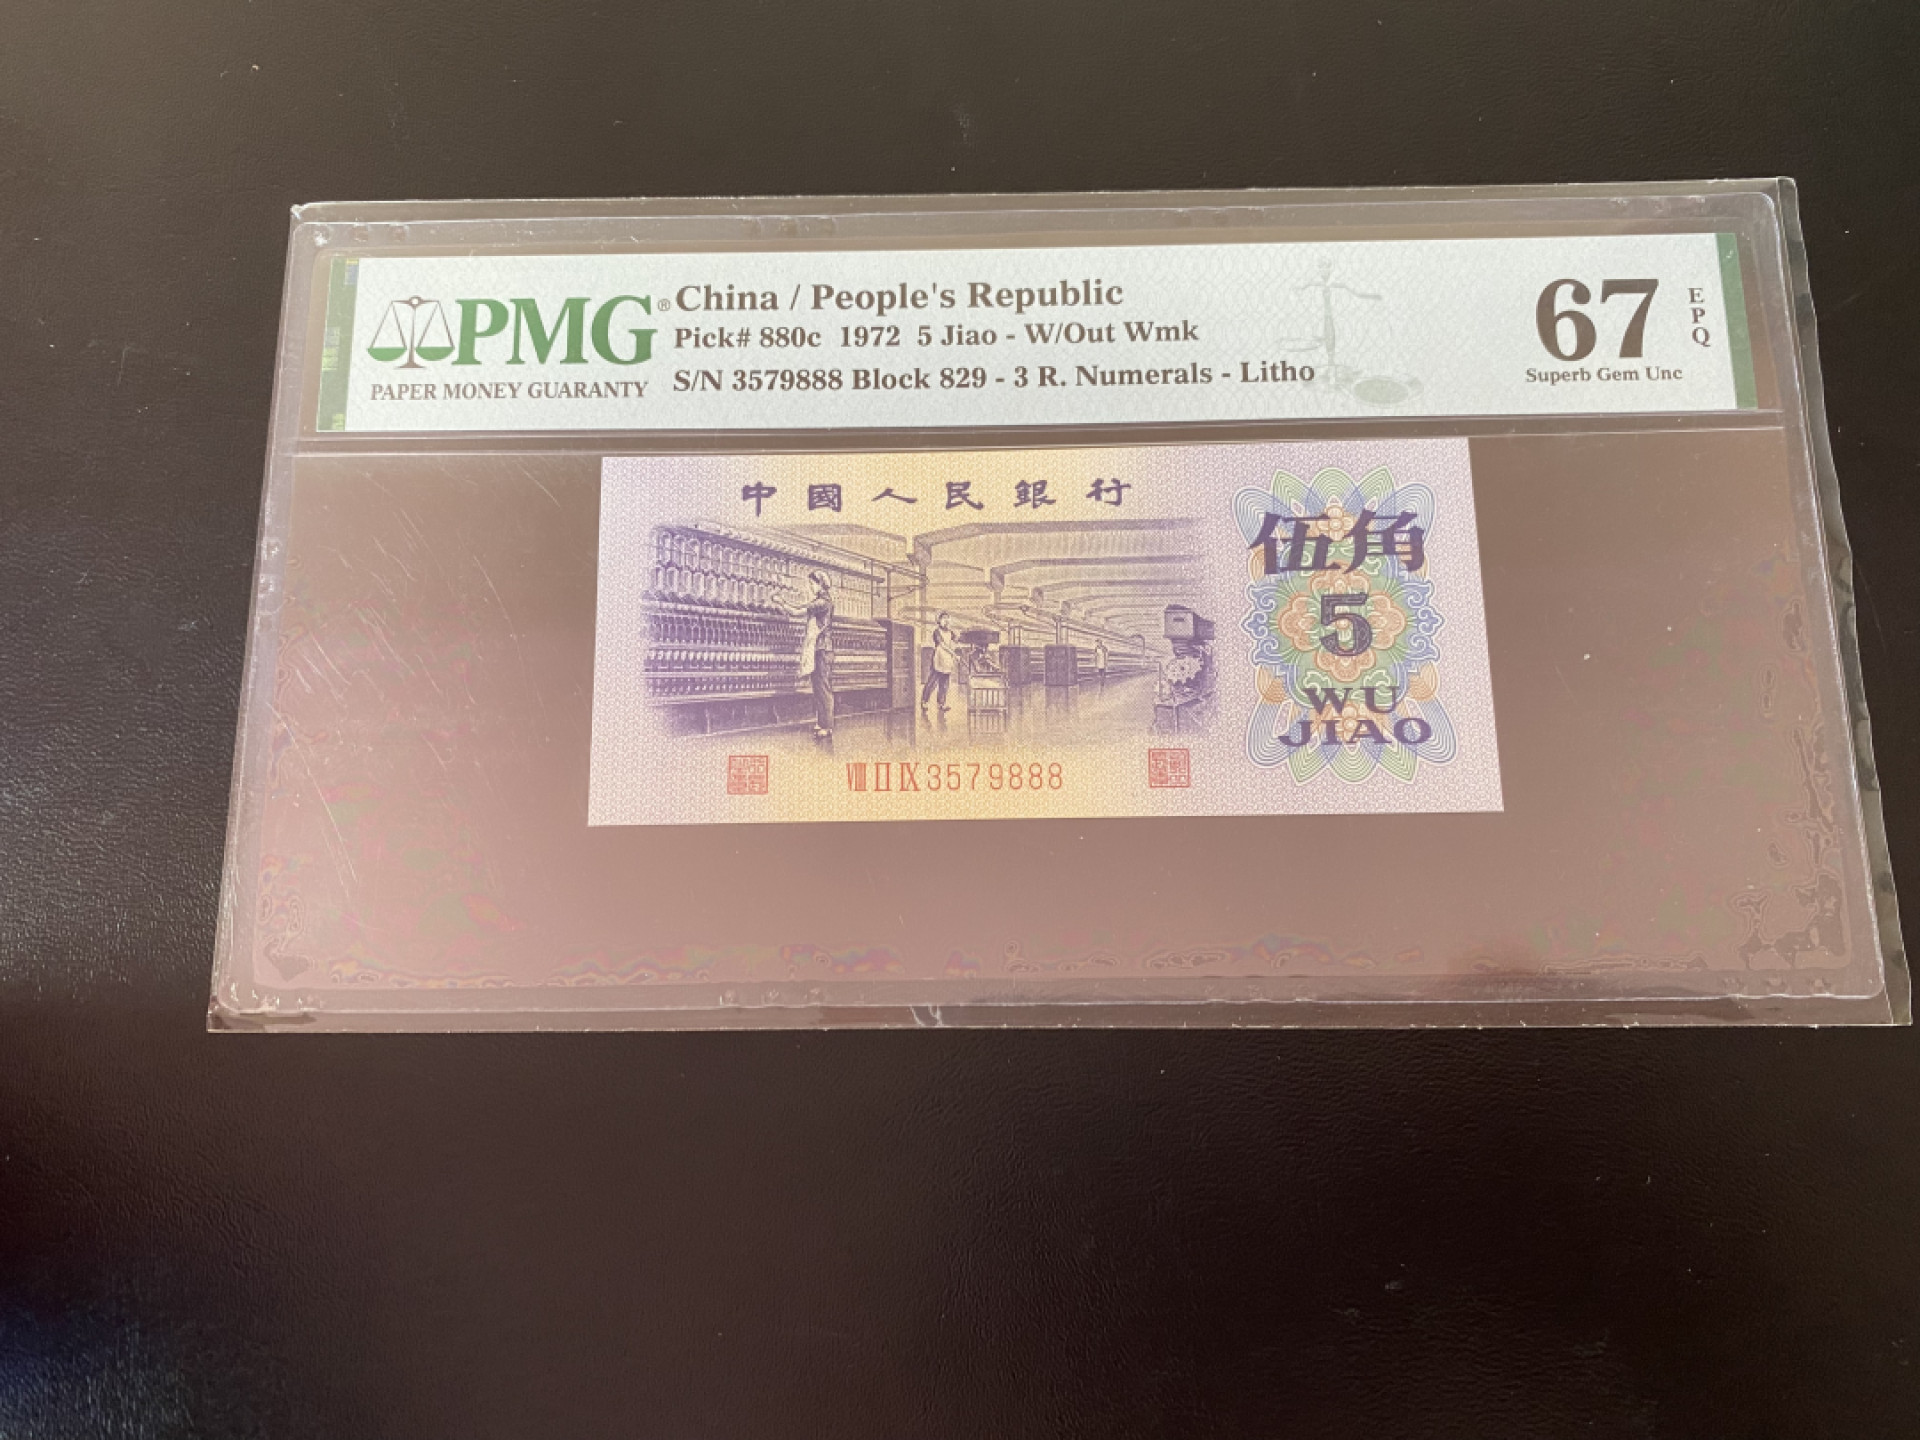 PMG®
PAPER MONEY GUARANTY
China / People's Republic
Pick# 880c 1972 5 Jiao - W/Out Wmk
S/N 3579888 Block 829 - 3 R. Numerals - Litho
67
EPQ
Superb Gem Unc
中國人民銀行
伍角
5
WU
JIAO
VIII II IX 3579888